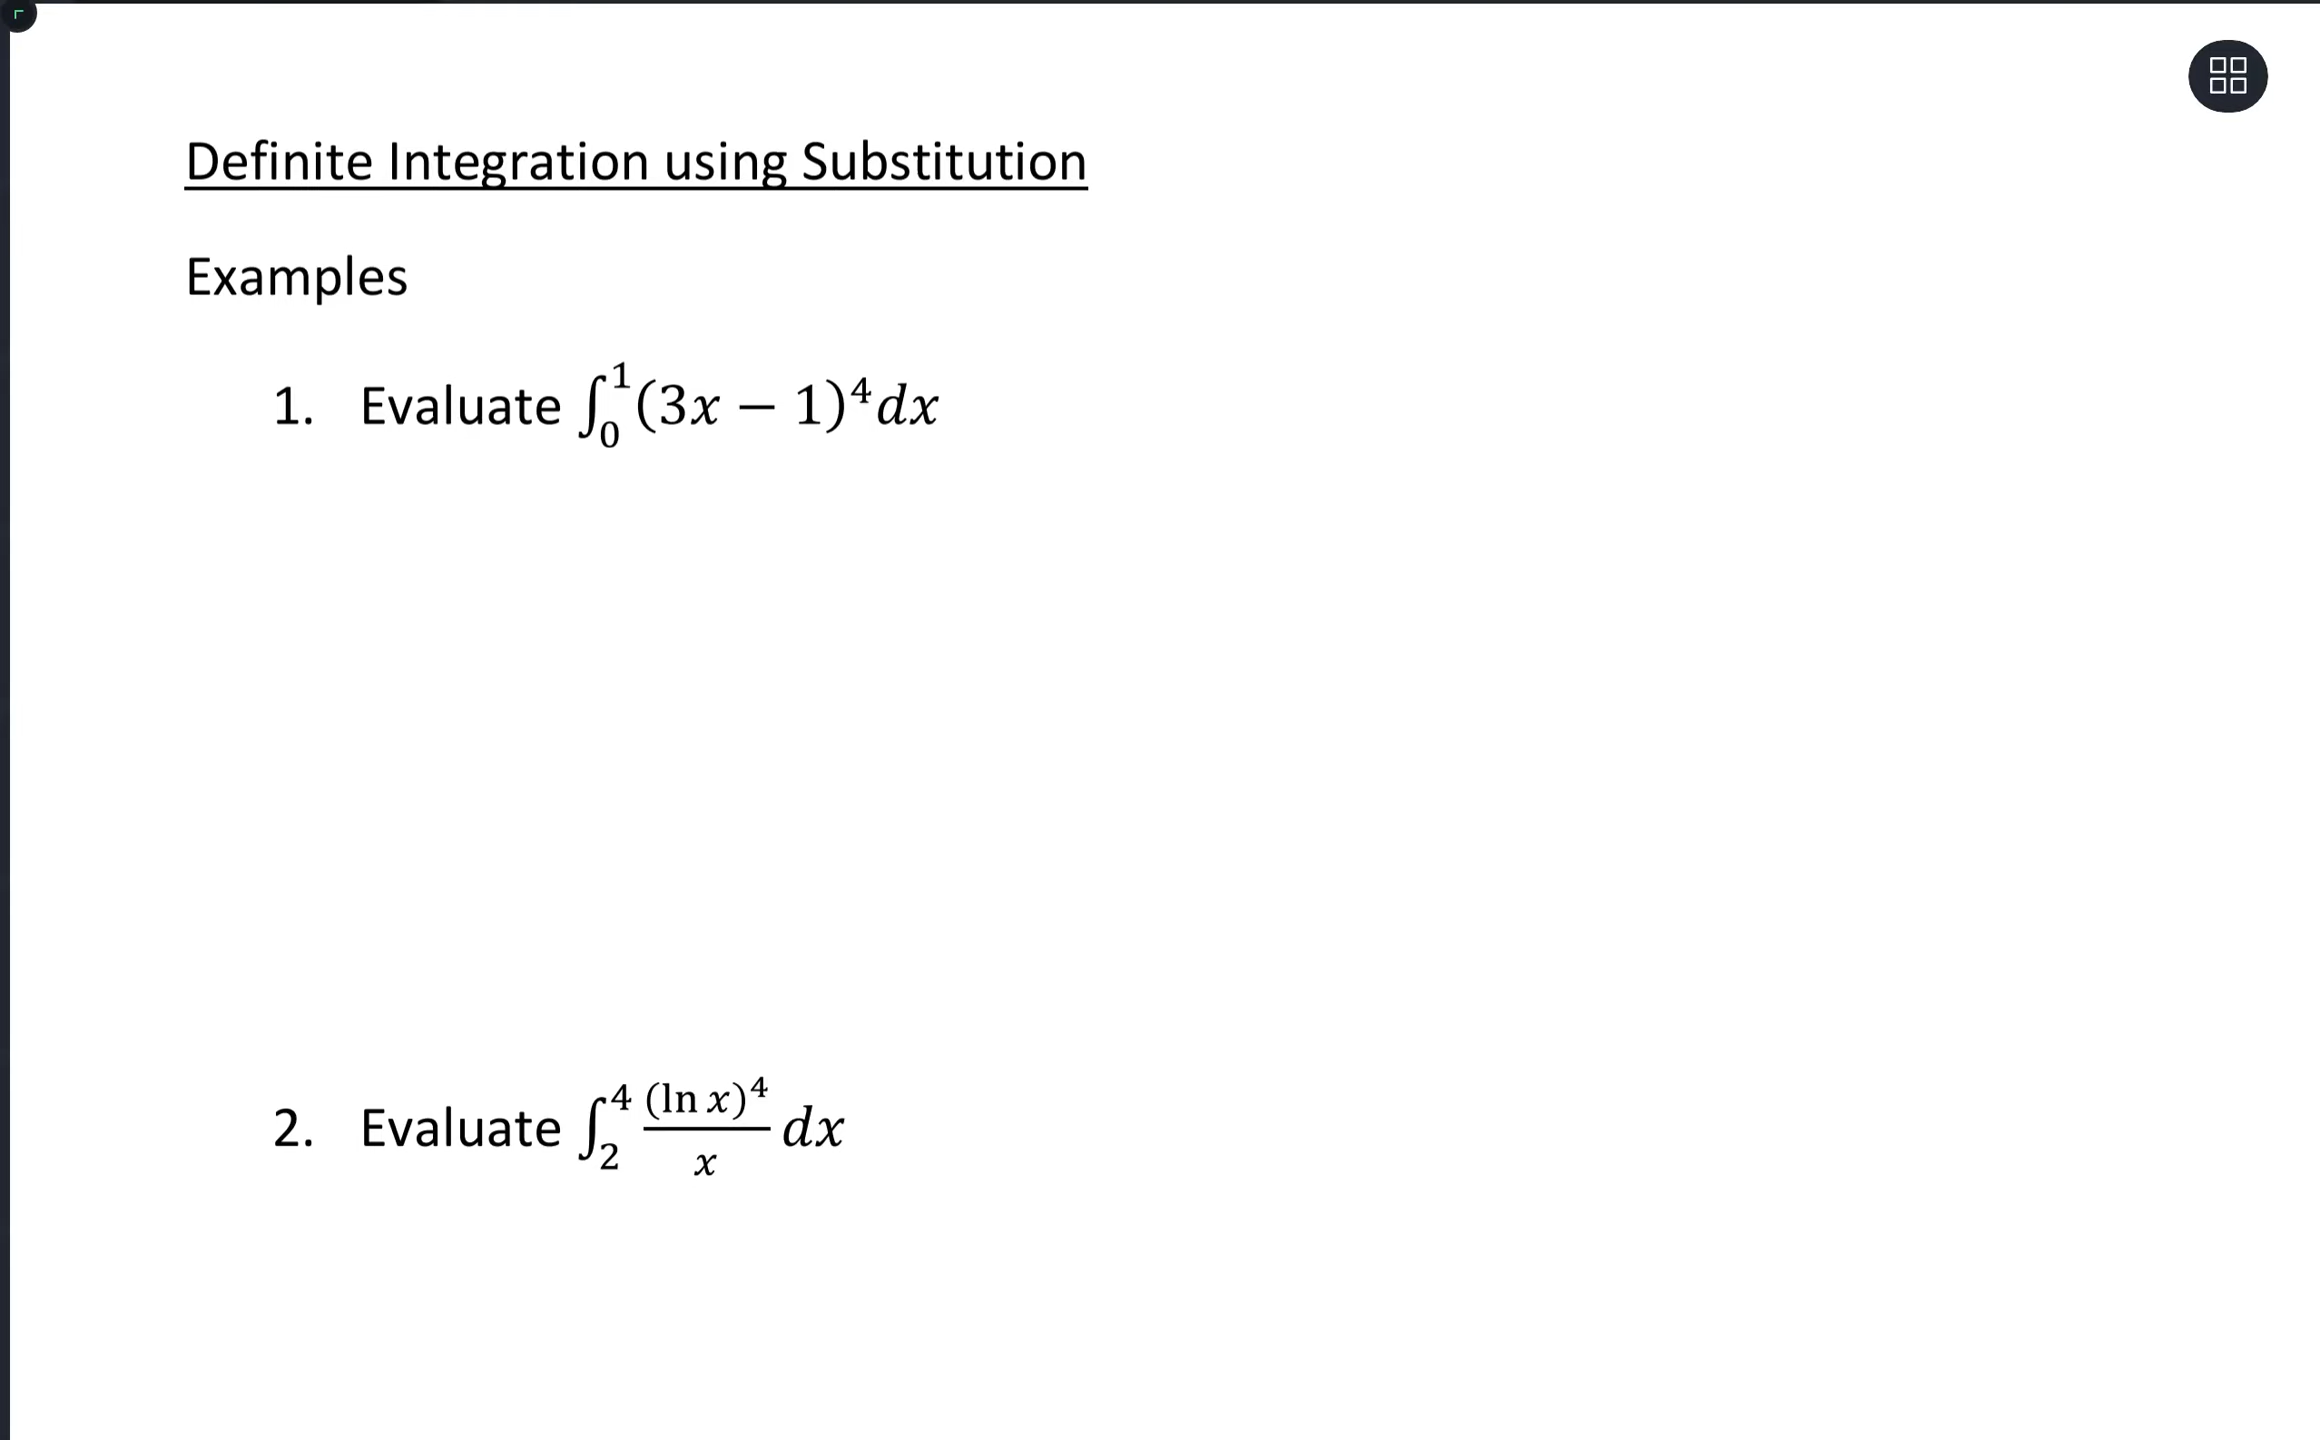 Definite Integration using Substitution
Examples
1. Evaluate ∫₀¹(3x − 1)⁴dx
2. Evaluate ∫₂⁴ (ln x)⁴/x dx